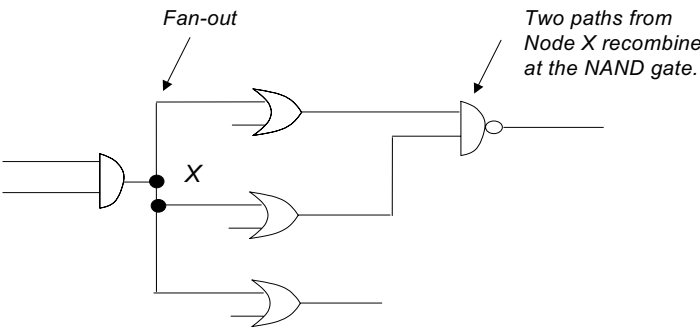 Fan-out
Two paths from
Node X recombine
at the NAND gate.
X